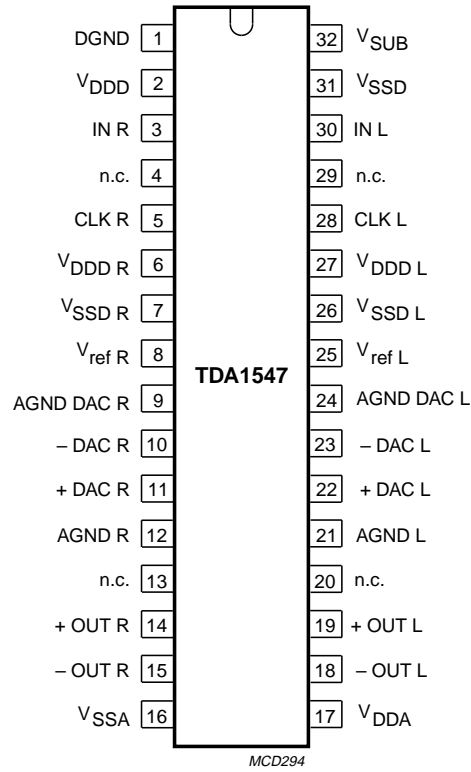 DGND 1 32 VSUB
VDDD 2 31 VSSD
IN R 3 30 IN L
n.c. 4 29 n.c.
CLK R 5 28 CLK L
VDDD R 6 27 VDDD L
VSSD R 7 26 VSSD L
Vref R 8 25 Vref L
TDA1547
AGND DAC R 9 24 AGND DAC L
– DAC R 10 23 – DAC L
+ DAC R 11 22 + DAC L
AGND R 12 21 AGND L
n.c. 13 20 n.c.
+ OUT R 14 19 + OUT L
– OUT R 15 18 – OUT L
VSSA 16 17 VDDA
MCD294